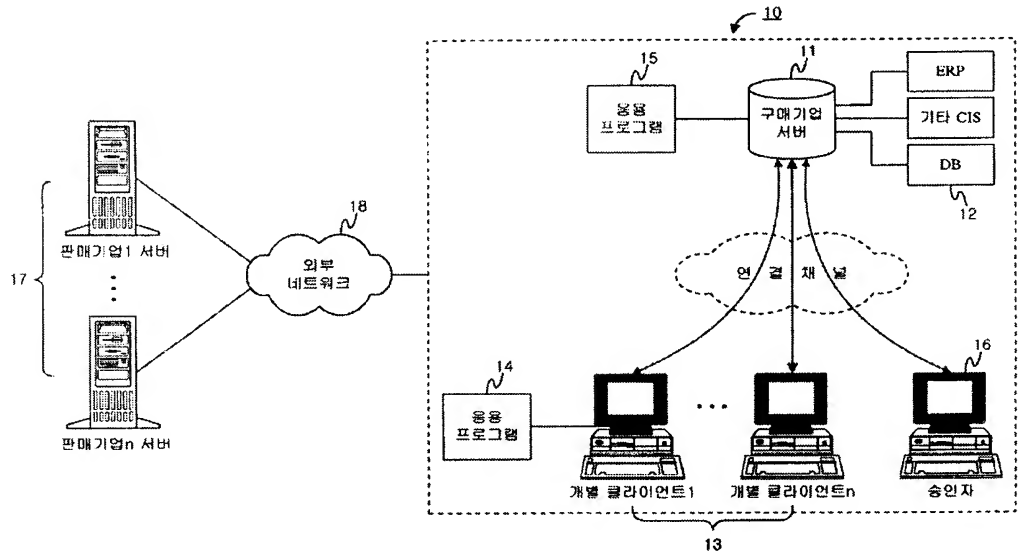 10
15
응용
프로그램
11
구매기업
서버
ERP
기타 CIS
DB
12
17
판매기업1 서버
판매기업n 서버
18
외부
네트워크
연 결 채 널
14
응용
프로그램
16
개별 클라이언트1
개별 클라이언트n
승인자
13